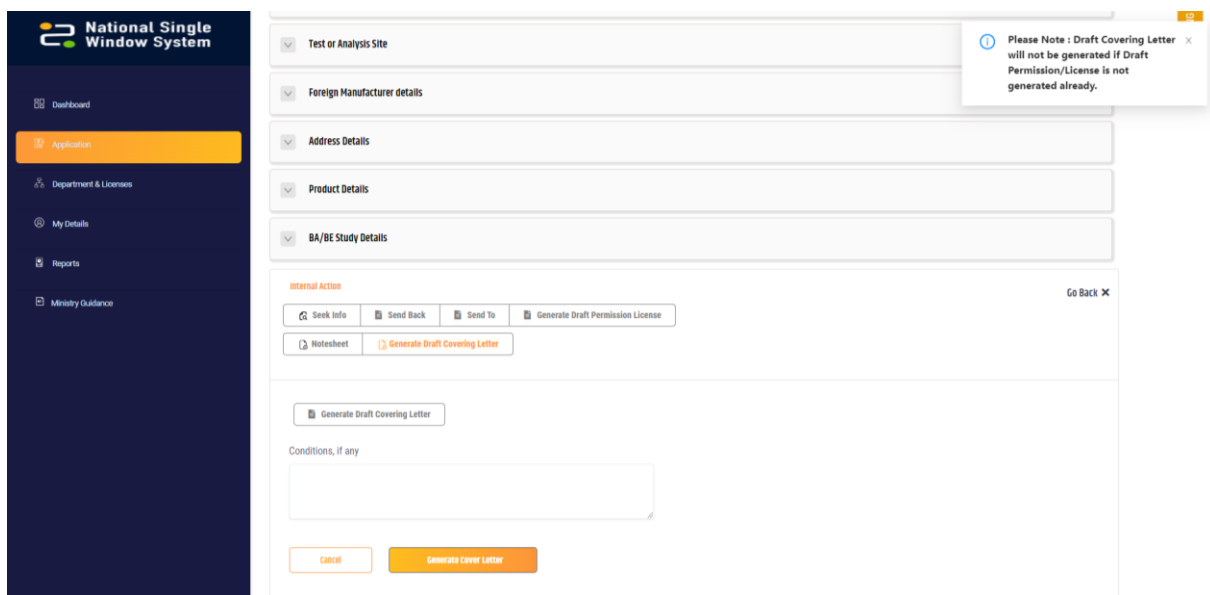 National Single
Window System
Dashboard
Application
Department & Licenses
My Details
Reports
Ministry Guidance
Test or Analysis Site
Foreign Manufacturer details
Address Details
Product Details
BA/BE Study Details
Please Note : Draft Covering Letter
will not be generated if Draft
Permission/License is not
generated already.
Internal Action
Go Back
Seek Info
Send Back
Send To
Generate Draft Permission License
Notesheet
Generate Draft Covering Letter
Generate Draft Covering Letter
Conditions, if any
Cancel
Generate Cover Letter